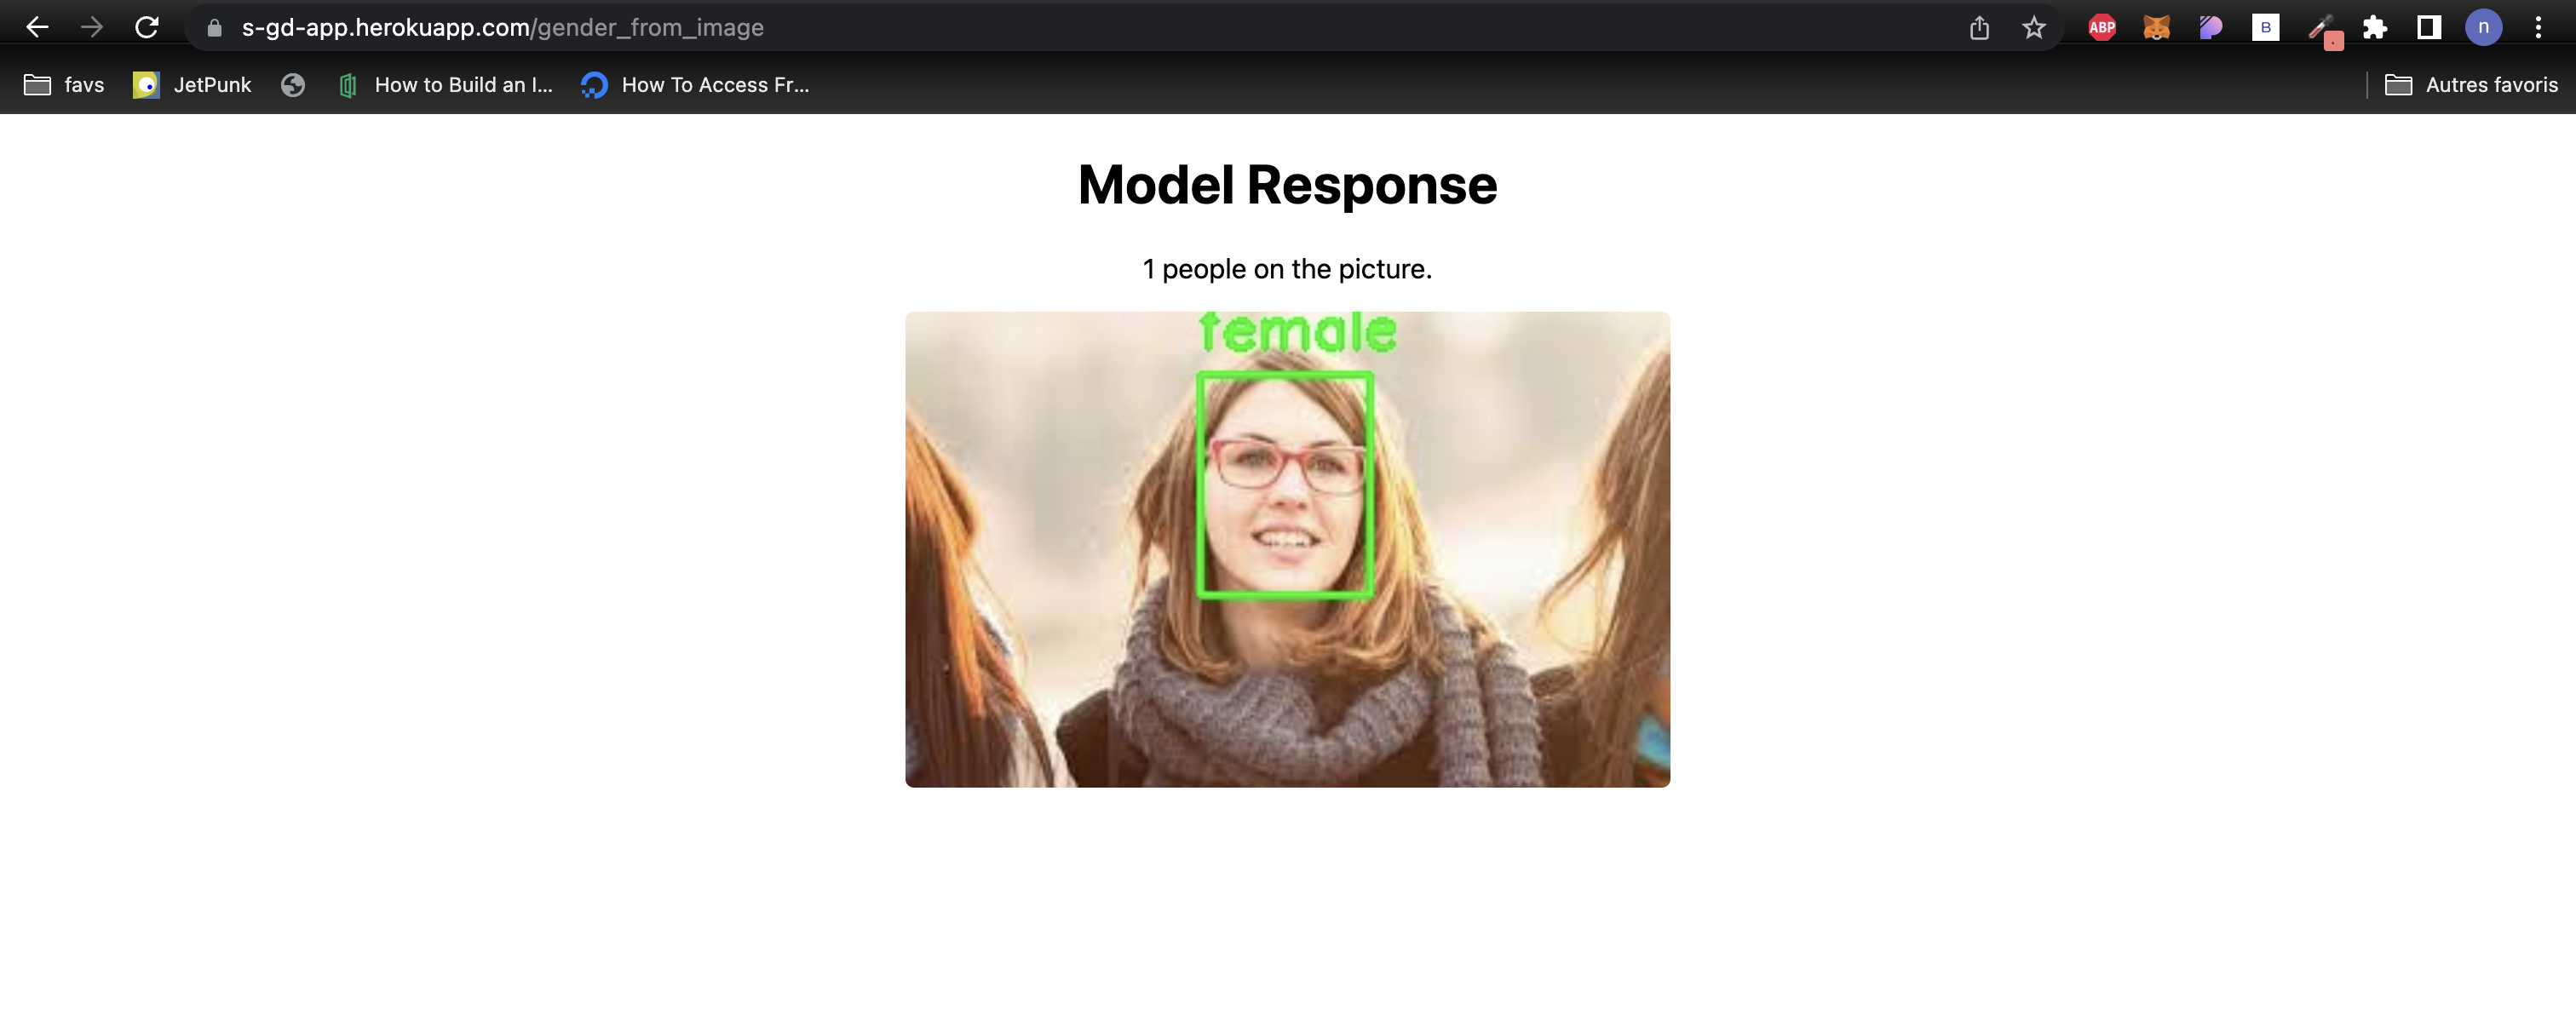 s-gd-app.herokuapp.com/gender_from_image
ABP
B
n
favs
JetPunk
How to Build an I...
How To Access Fr...
Autres favoris
Model Response
1 people on the picture.
female